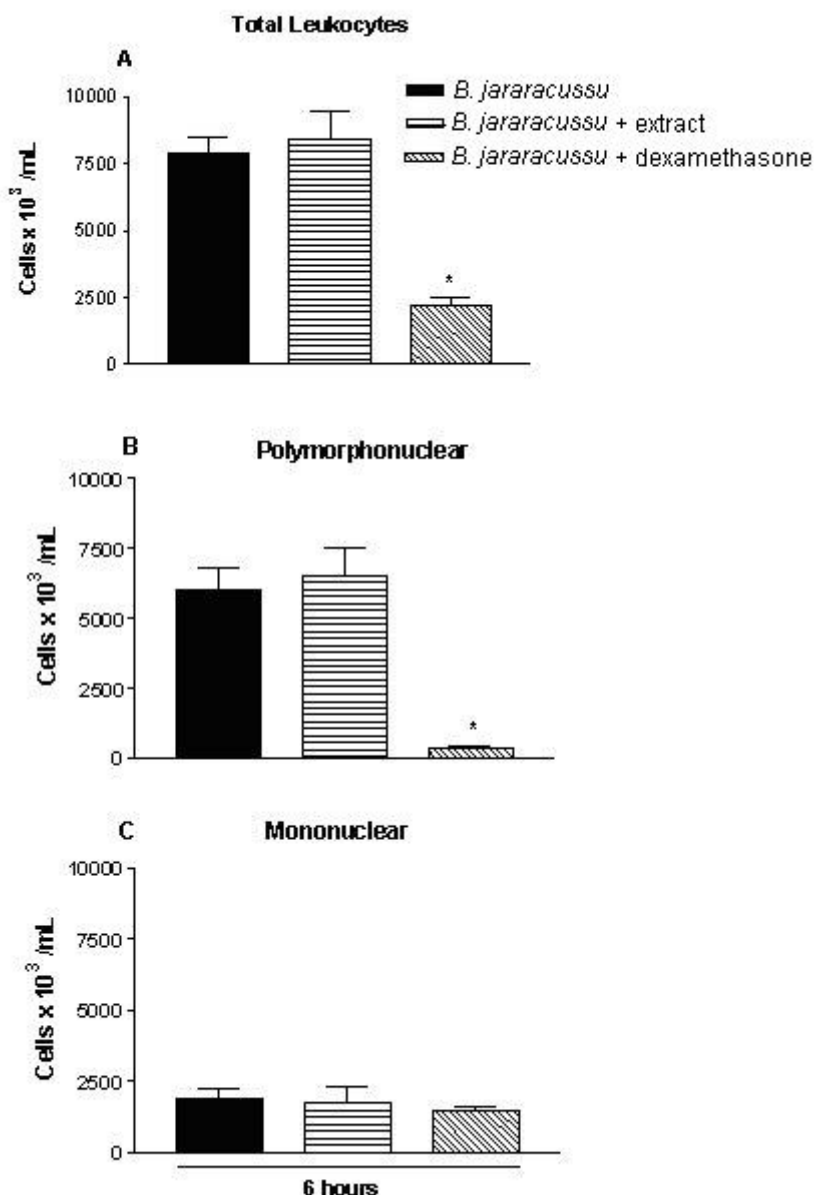 Total Leukocytes
A
B. jararacussu
B. jararacussu + extract
B. jararacussu + dexamethasone
Cells x 10³ /mL
10000
7500
5000
2500
0
*
B
Polymorphonuclear
Cells x 10³ /mL
10000
7500
5000
2500
0
*
C
Mononuclear
Cells x 10³ /mL
10000
7500
5000
2500
0
6 hours